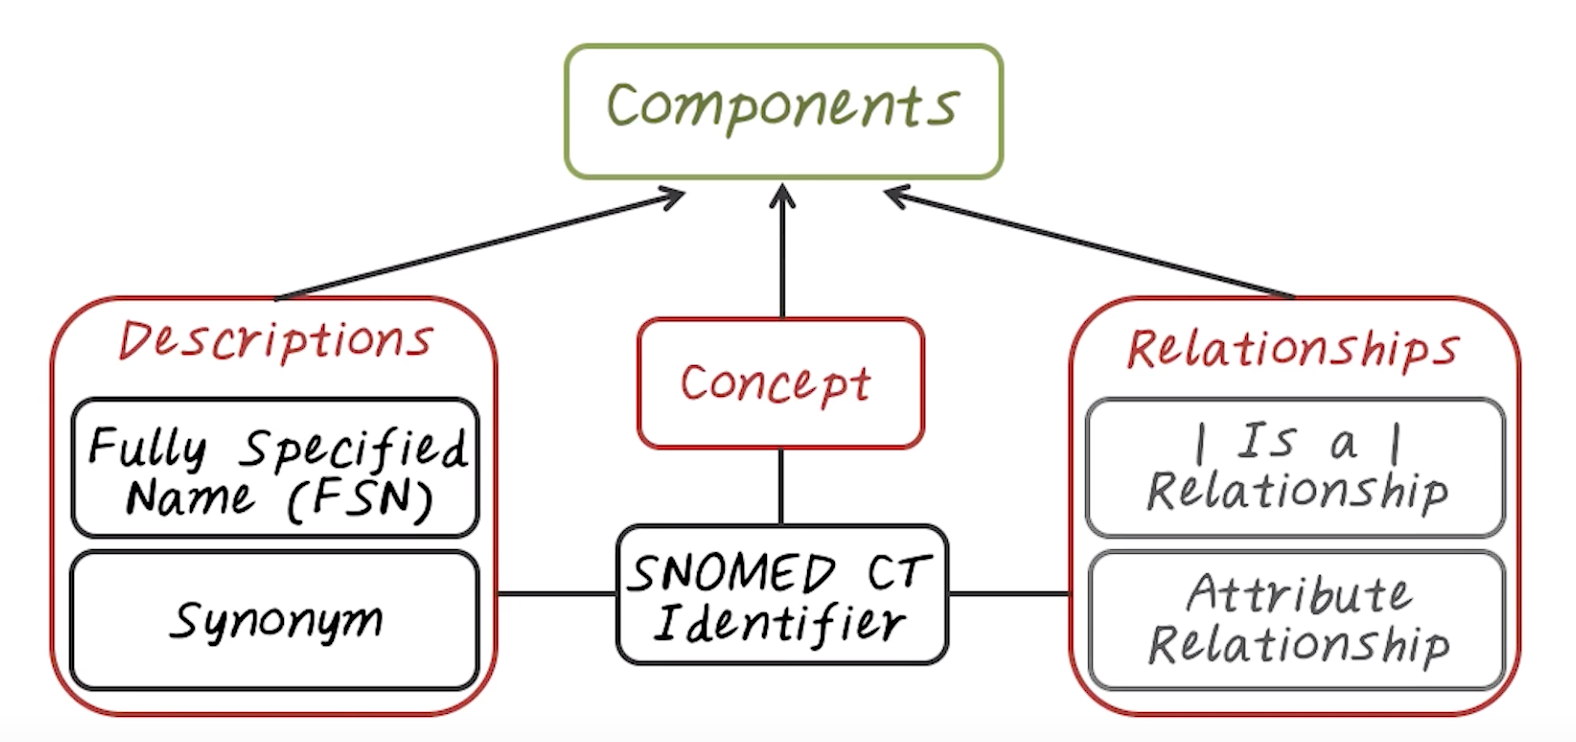 Components
Descriptions
Fully Specified
Name (FSN)
Synonym
Concept
SNOMED CT
Identifier
Relationships
| Is a |
Relationship
Attribute
Relationship